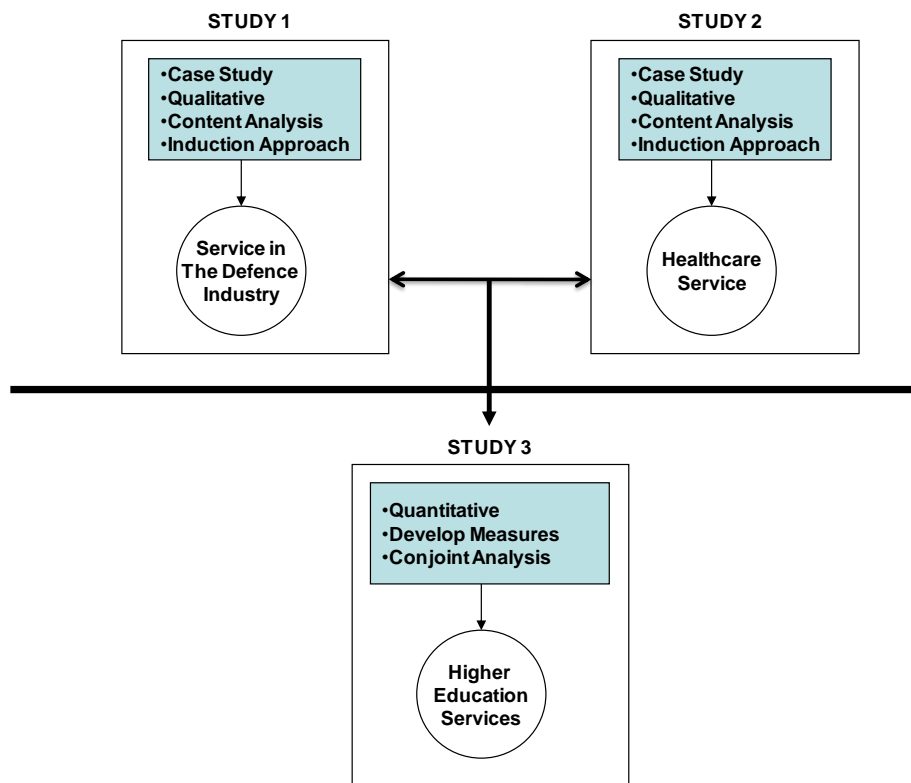 STUDY 1
•Case Study
•Qualitative
•Content Analysis
•Induction Approach
Service in
The Defence
Industry
STUDY 2
•Case Study
•Qualitative
•Content Analysis
•Induction Approach
Healthcare
Service
STUDY 3
•Quantitative
•Develop Measures
•Conjoint Analysis
Higher
Education
Services